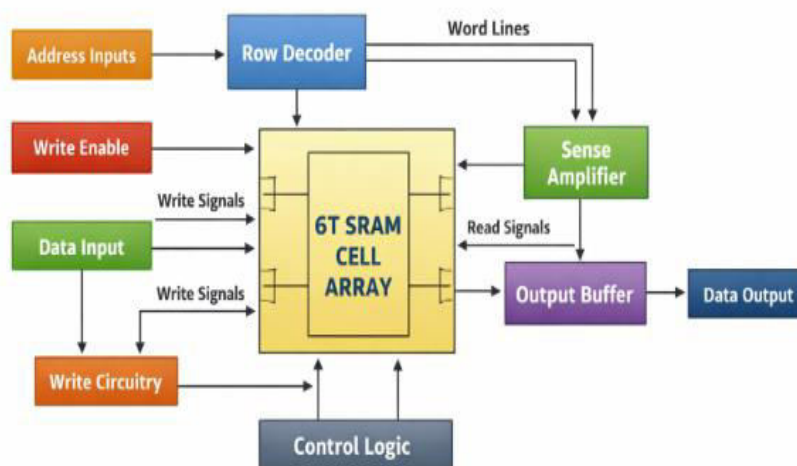 Word Lines
Address Inputs
Row Decoder
Write Enable
Sense
Amplifier
Write Signals
6T SRAM
CELL
ARRAY
Read Signals
Data Input
Write Signals
Output Buffer
Data Output
Write Circuitry
Control Logic